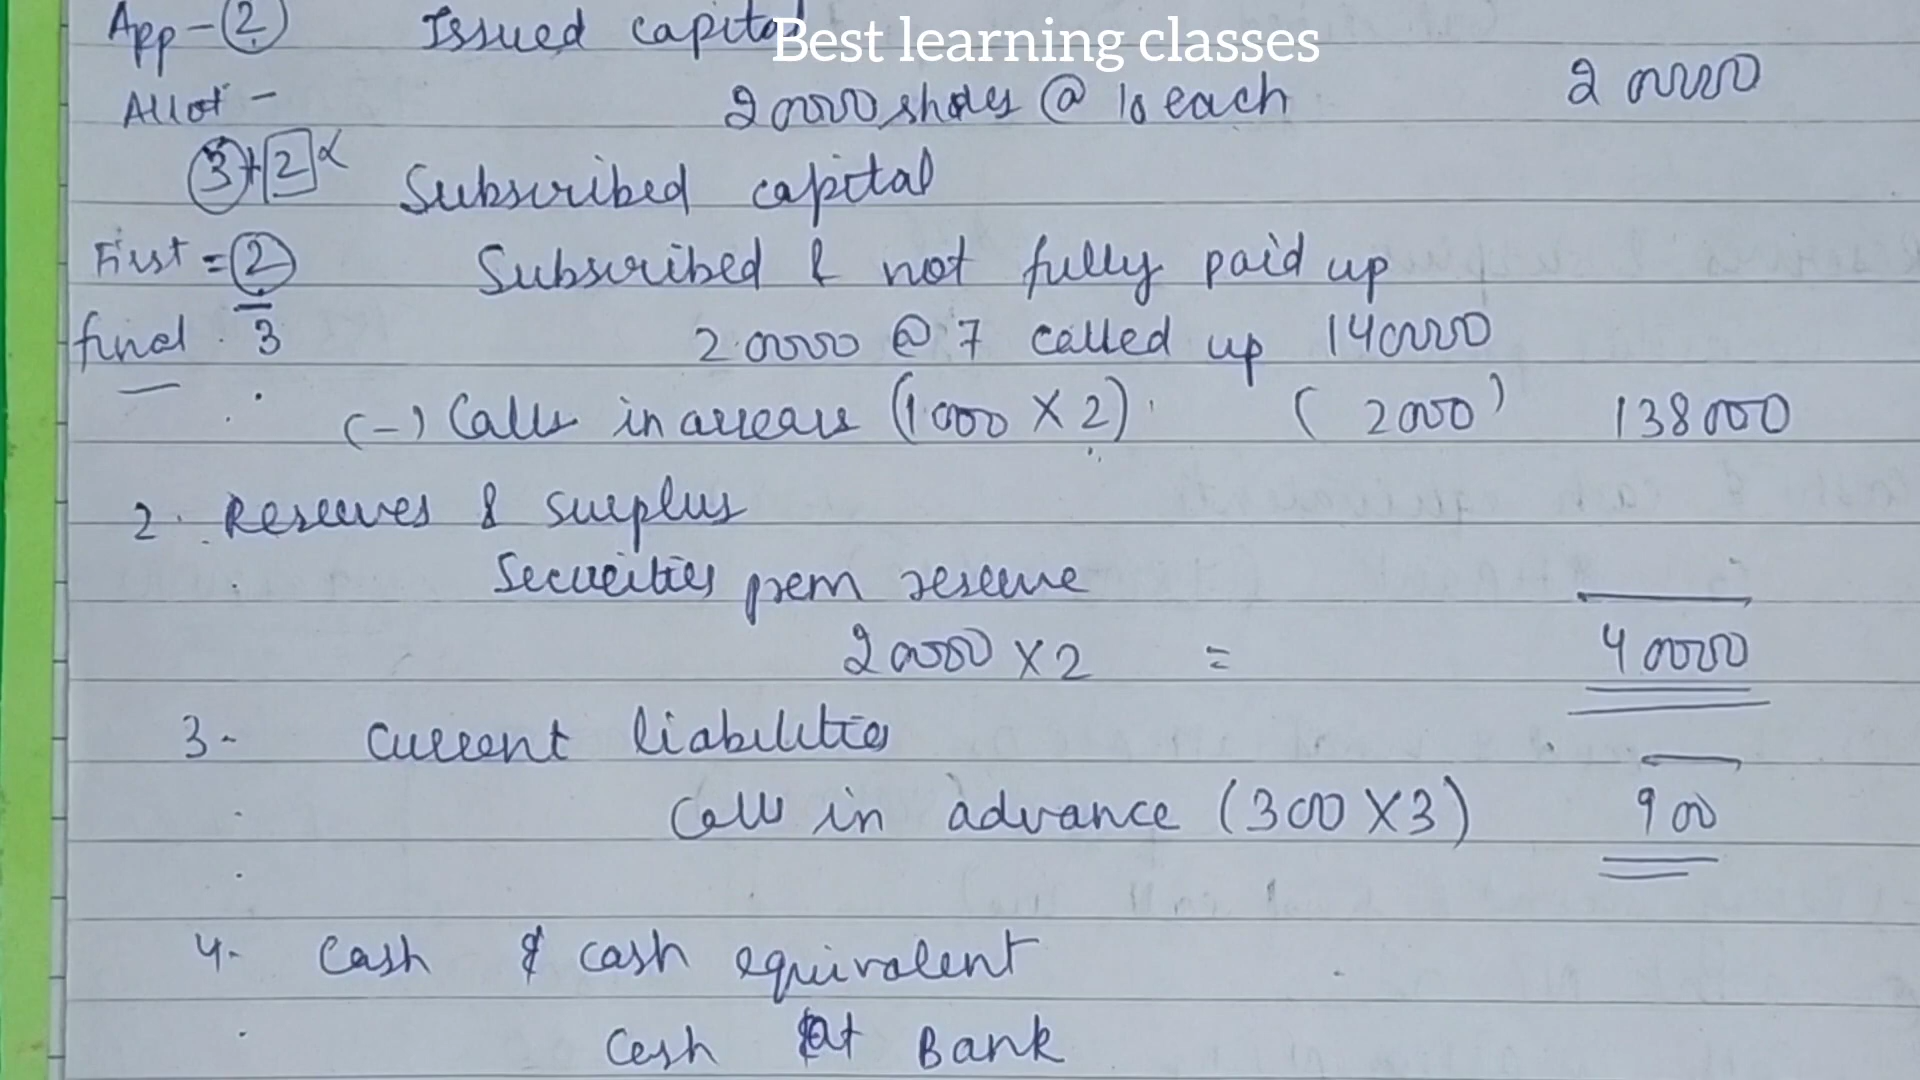 App - 2 Issued capital
Best learning classes
Allot - 20000 shares @ 10 each 200000
3 + 2 Subscribed capital
First = 2 Subscribed & not fully paid up
final 3 20000 @ 7 called up 140000
(-) Calls in arrears (1000 X 2) (2000) 138000
2. Reserves & surplus
Securities prem reserve
20000 X 2 = 40000
3- Current liabilities
Calls in advance (300 X 3) 900
4- Cash & cash equivalent
Cash at Bank